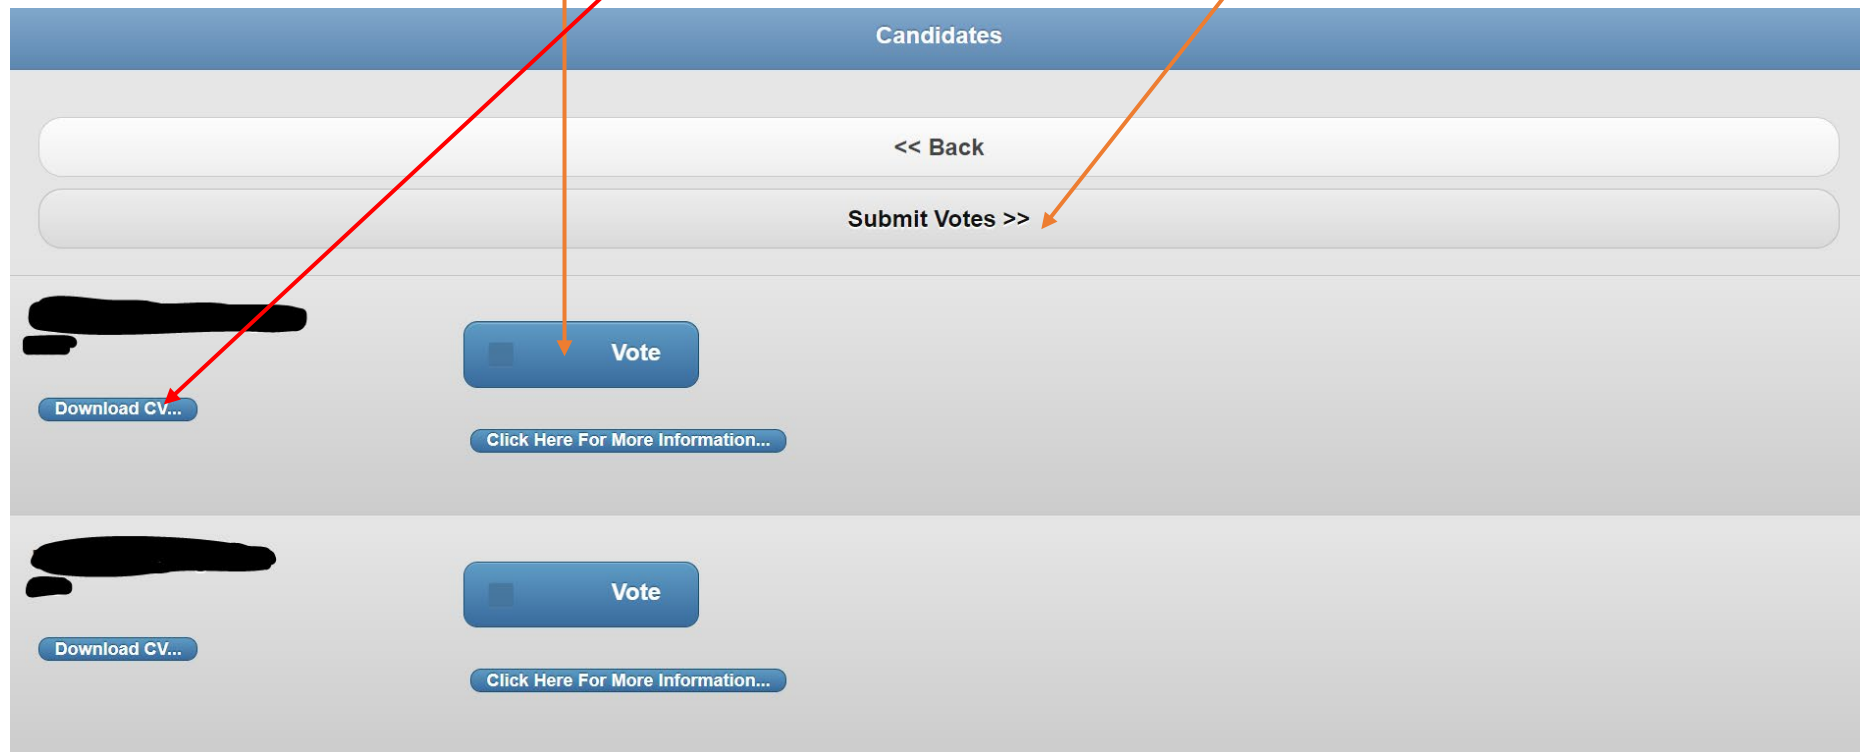 Candidates
<< Back
Submit Votes >>
Vote
Download CV...
Click Here For More Information...
Vote
Download CV...
Click Here For More Information...